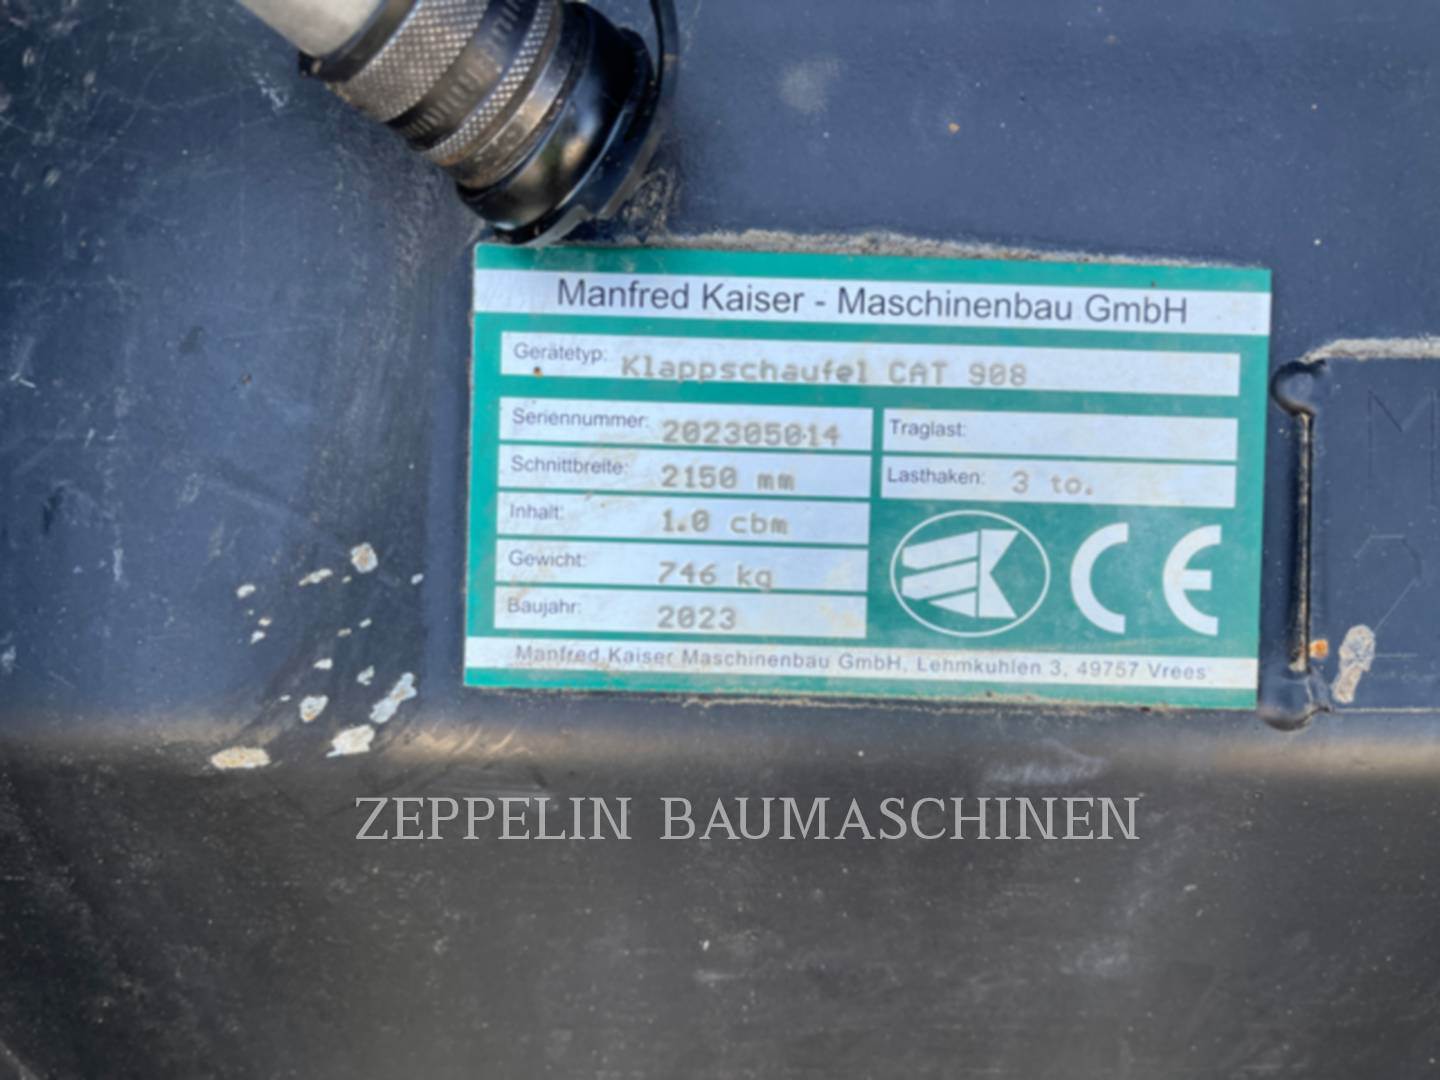 Manfred Kaiser - Maschinenbau GmbH
Gerätetyp: Klappschaufel CAT 908
Seriennummer: 202305014
Traglast:
Schnittbreite: 2150 mm
Lasthaken: 3 to.
Inhalt: 1.0 cbm
Gewicht: 746 kg
Baujahr: 2023
CE
Manfred Kaiser Maschinenbau GmbH, Lehmkuhlen 3, 49757 Vrees
ZEPPELIN BAUMASCHINEN